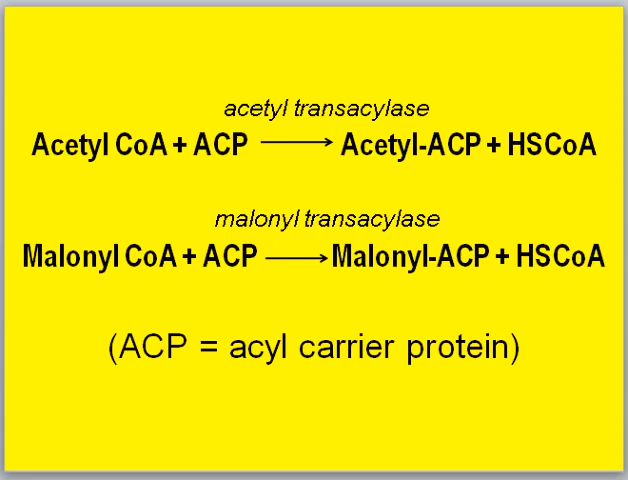 acetyl transacylase
Acetyl CoA + ACP → Acetyl-ACP + HSCoA
malonyl transacylase
Malonyl CoA + ACP → Malonyl-ACP + HSCoA
(ACP = acyl carrier protein)